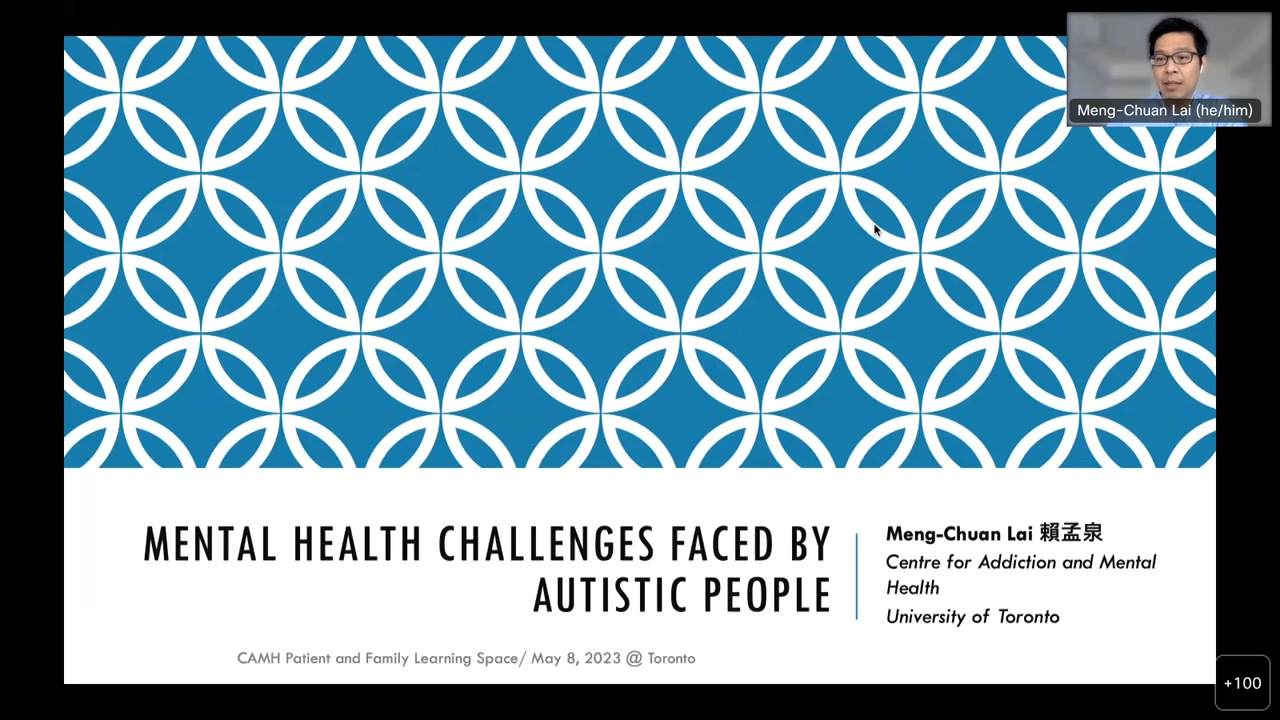 Meng-Chuan Lai (he/him)
MENTAL HEALTH CHALLENGES FACED BY
AUTISTIC PEOPLE
Meng-Chuan Lai 賴孟泉
Centre for Addiction and Mental
Health
University of Toronto
CAMH Patient and Family Learning Space/ May 8, 2023 @ Toronto
+100